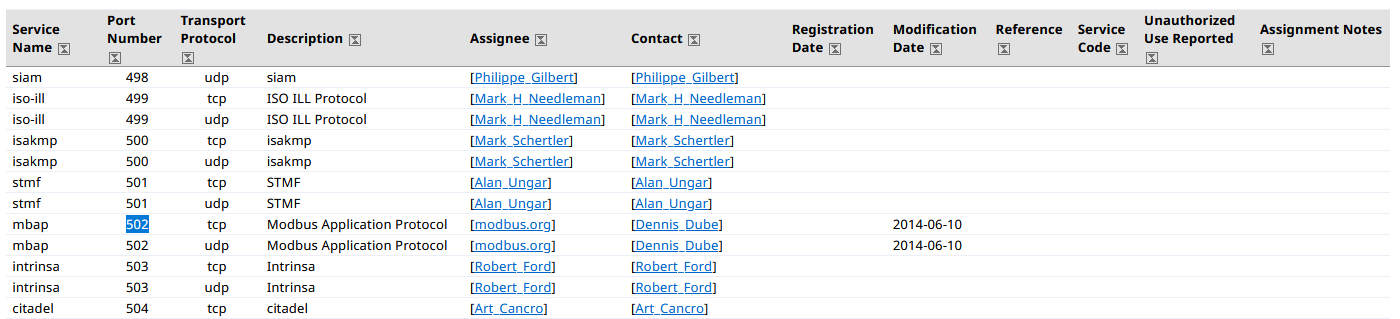 Service Name Port Number Transport Protocol Description Assignee Contact Registration Date Modification Date Reference Service Code Unauthorized Use Reported Assignment Notes
siam 498 udp siam [Philippe_Gilbert] [Philippe_Gilbert]
iso-ill 499 tcp ISO ILL Protocol [Mark_H_Needleman] [Mark_H_Needleman]
iso-ill 499 udp ISO ILL Protocol [Mark_H_Needleman] [Mark_H_Needleman]
isakmp 500 tcp isakmp [Mark_Schertler] [Mark_Schertler]
isakmp 500 udp isakmp [Mark_Schertler] [Mark_Schertler]
stmf 501 tcp STMF [Alan_Ungar] [Alan_Ungar]
stmf 501 udp STMF [Alan_Ungar] [Alan_Ungar]
mbap 502 tcp Modbus Application Protocol [modbus.org] [Dennis_Dube] 2014-06-10
mbap 502 udp Modbus Application Protocol [modbus.org] [Dennis_Dube] 2014-06-10
intrinsa 503 tcp Intrinsa [Robert_Ford] [Robert_Ford]
intrinsa 503 udp Intrinsa [Robert_Ford] [Robert_Ford]
citadel 504 tcp citadel [Art_Cancro] [Art_Cancro]